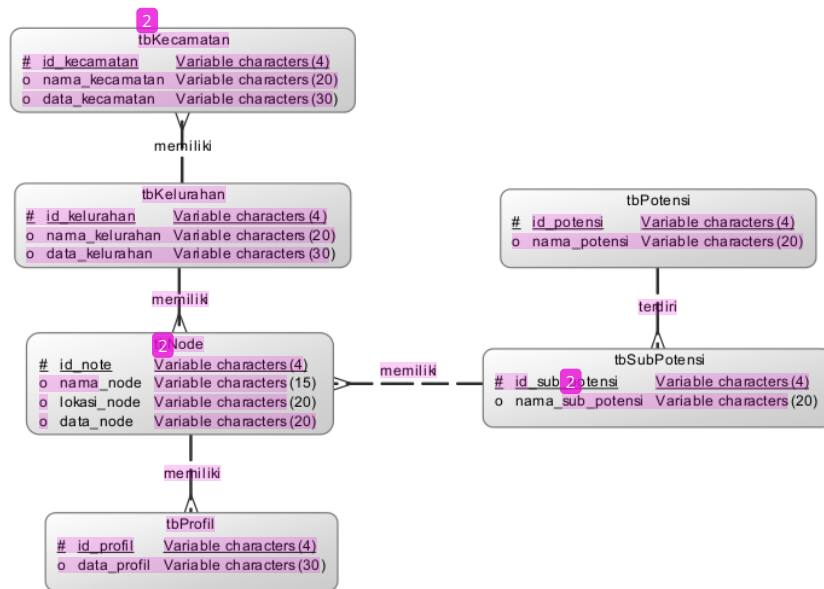 2
tbKecamatan
# id_kecamatan Variable characters (4)
o nama_kecamatan Variable characters (20)
o data_kecamatan Variable characters (30)
memiliki
tbKelurahan
# id_kelurahan Variable characters (4)
o nama_kelurahan Variable characters (20)
o data_kelurahan Variable characters (30)
memiliki
2
Node
# id_note Variable characters (4)
o nama_node Variable characters (15)
o lokasi_node Variable characters (20)
o data_node Variable characters (20)
memiliki
tbProfil
# id_profil Variable characters (4)
o data_profil Variable characters (30)
memiliki
tbPotensi
# id_potensi Variable characters (4)
o nama_potensi Variable characters (20)
terdiri
tbSubPotensi
2
# id_sub_potensi Variable characters (4)
o nama_sub_potensi Variable characters (20)